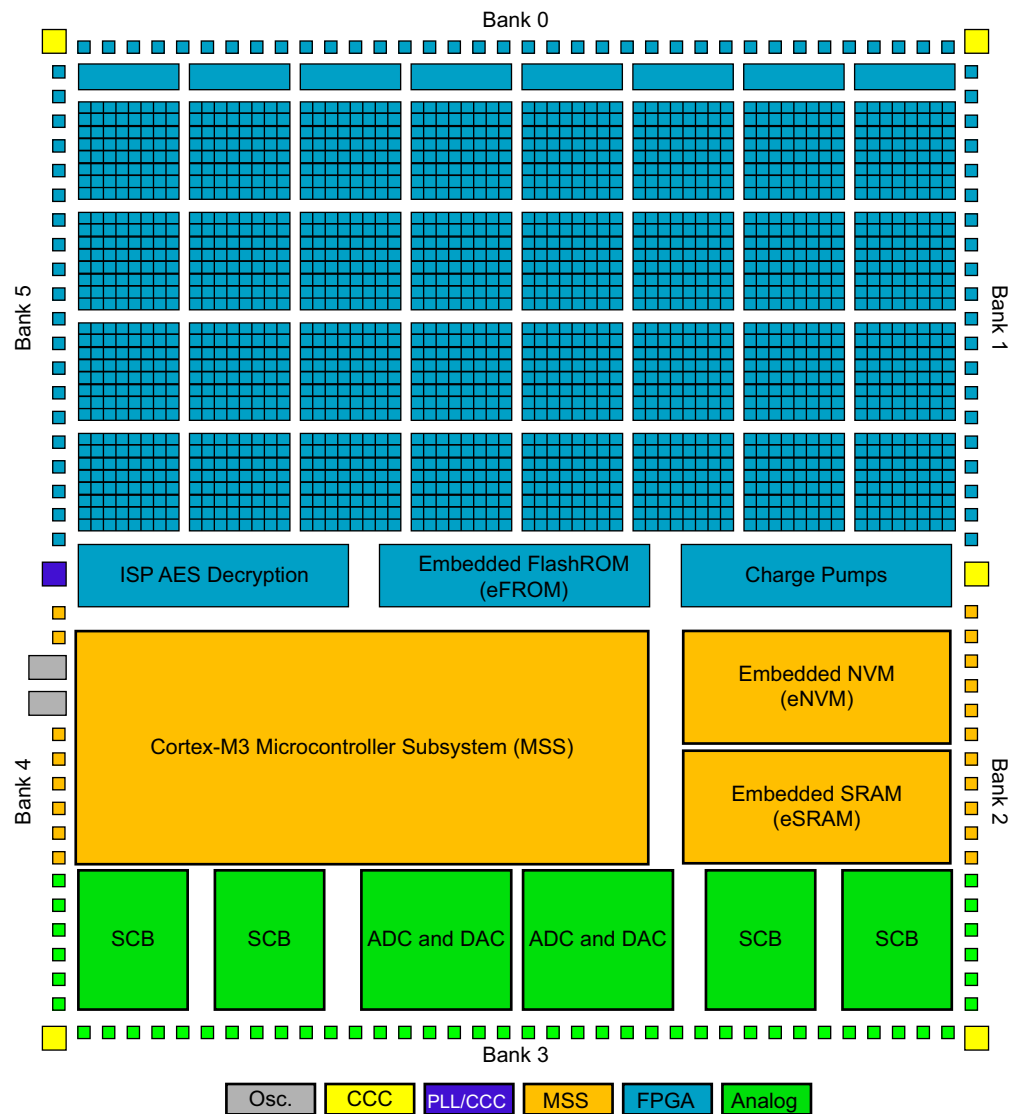 Bank 0
Bank 5
Bank 1
ISP AES Decryption
Embedded FlashROM
(eFROM)
Charge Pumps
Cortex-M3 Microcontroller Subsystem (MSS)
Embedded NVM
(eNVM)
Embedded SRAM
(eSRAM)
Bank 4
Bank 2
SCB
SCB
ADC and DAC
ADC and DAC
SCB
SCB
Bank 3
Osc.
CCC
PLL/CCC
MSS
FPGA
Analog